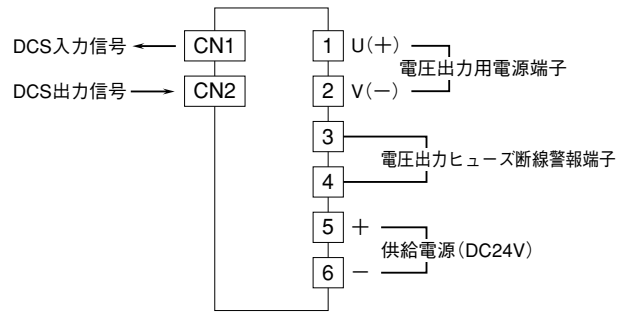 DCS入力信号 CN1 1 U(+)
電圧出力用電源端子
DCS出力信号 CN2 2 V(−)
3
電圧出力ヒューズ断線警報端子
4
5 +
供給電源(DC24V)
6 −